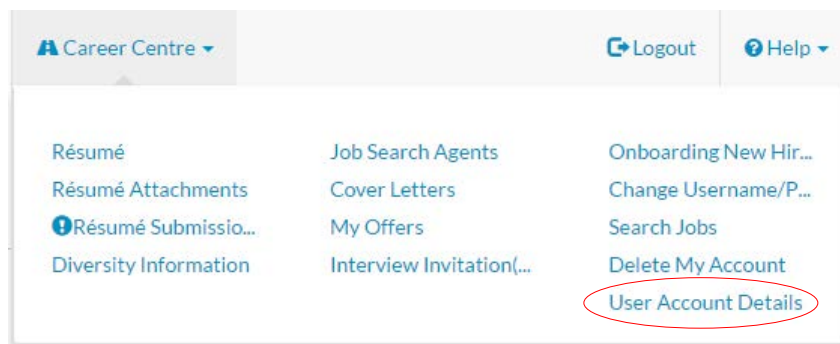 Career Centre
Logout
Help
Résumé
Résumé Attachments
Résumé Submissio...
Diversity Information
Job Search Agents
Cover Letters
My Offers
Interview Invitation(...
Onboarding New Hir...
Change Username/P...
Search Jobs
Delete My Account
User Account Details